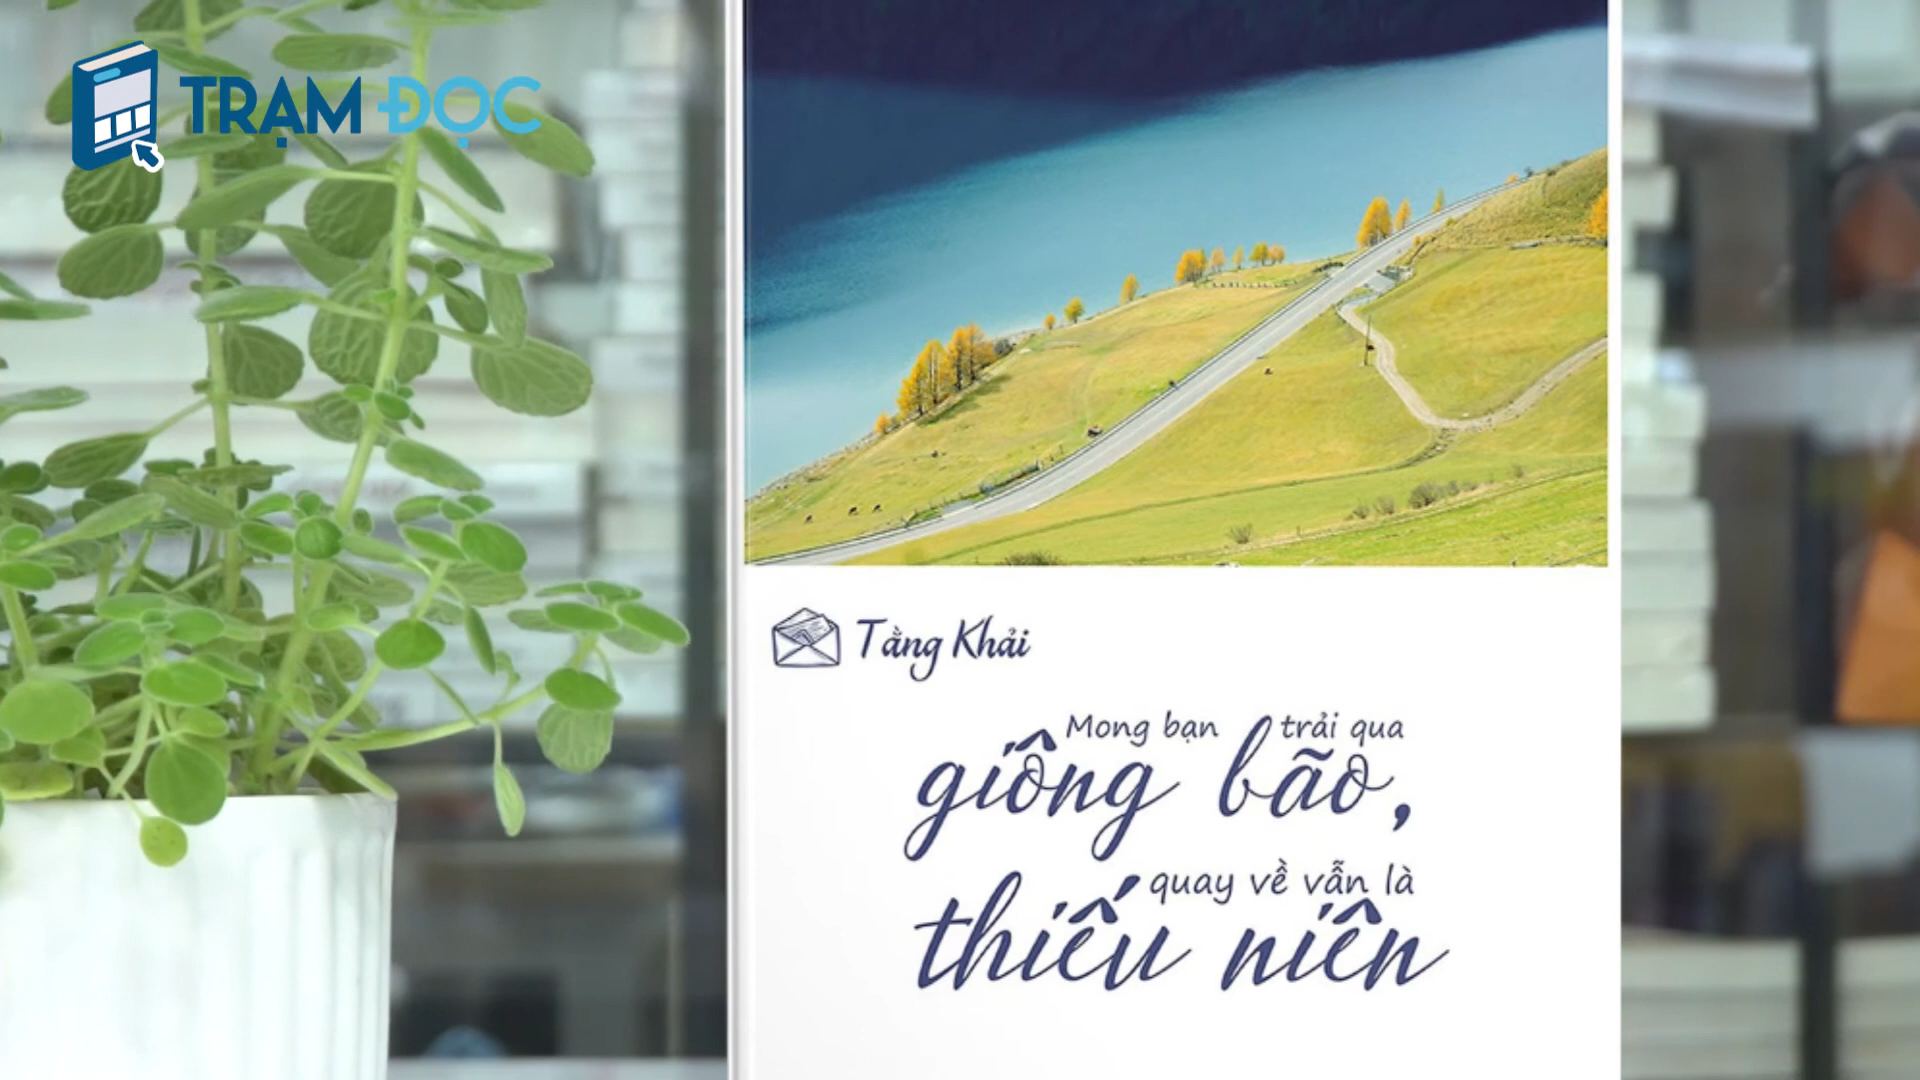 TRẠM ĐỌC
Tằng Khải
Mong bạn trải qua
giông bão,
quay về vẫn là
thiếu niên